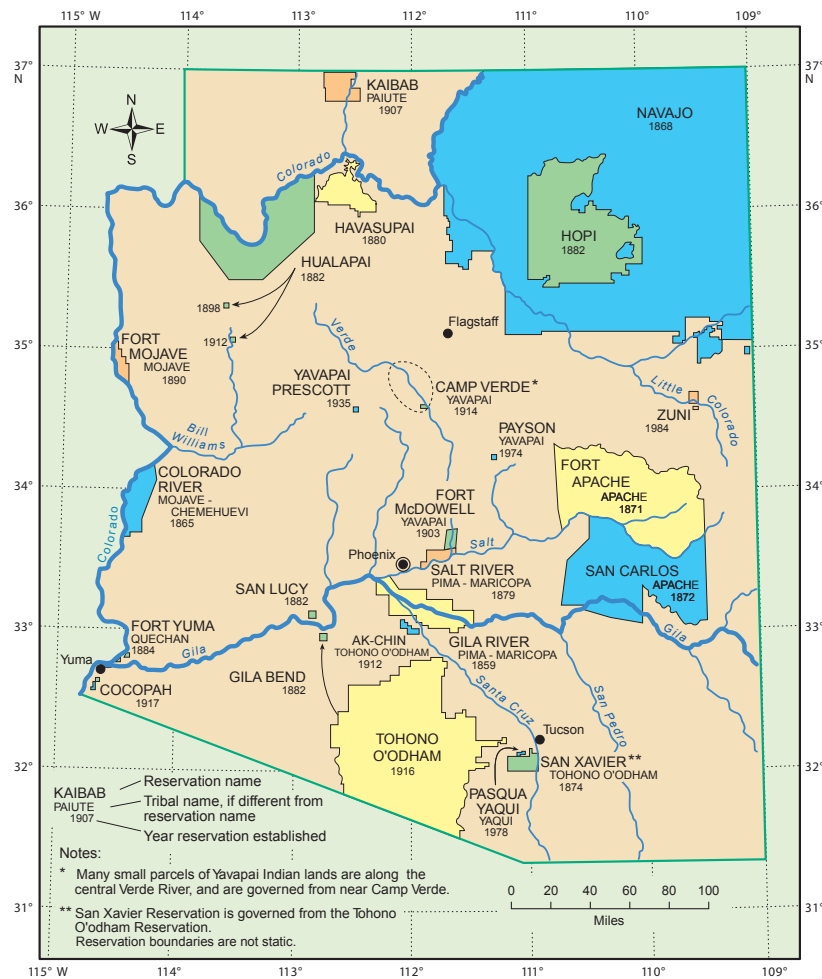 115° W
114°
113°
112°
111°
110°
109°
37°
N
37°
KAIBAB
PAIUTE
1907
N
W
E
S
NAVAJO
1868
Colorado
36°
36°
HAVASUPAI
1880
HOPI
1882
HUALAPAI
1882
1898
Flagstaff
Verde
35°
35°
1912
FORT
MOJAVE
MOJAVE
1890
YAVAPAI
PRESCOTT
1935
CAMP VERDE*
YAVAPAI
1914
Little
Colorado
ZUNI
1984
Bill
Williams
PAYSON
YAVAPAI
1974
34°
34°
COLORADO
RIVER
MOJAVE -
CHEMEHUEVI
1865
FORT
APACHE
APACHE
1871
FORT
McDOWELL
YAVAPAI
1903
Salt
Colorado
Phoenix
SALT RIVER
PIMA - MARICOPA
1879
SAN CARLOS
APACHE
1872
SAN LUCY
1882
33°
33°
FORT YUMA
QUECHAN
1884
Gila
AK-CHIN
TOHONO O'ODHAM
1912
GILA RIVER
PIMA - MARICOPA
1859
Gila
Yuma
COCOPAH
1917
GILA BEND
1882
Santa Cruz
San Pedro
TOHONO
O'ODHAM
1916
Tucson
32°
32°
SAN XAVIER**
TOHONO O'ODHAM
1874
PASQUA
YAQUI
YAQUI
1978
KAIBAB
PAIUTE
1907
Reservation name
Tribal name, if different from
reservation name
Year reservation established
Notes:
* Many small parcels of Yavapai Indian lands are along the
central Verde River, and are governed from near Camp Verde.
** San Xavier Reservation is governed from the Tohono
O'odham Reservation.
Reservation boundaries are not static.
0 20 40 60 80 100
Miles
31°
31°
115° W
114°
113°
112°
111°
110°
109°